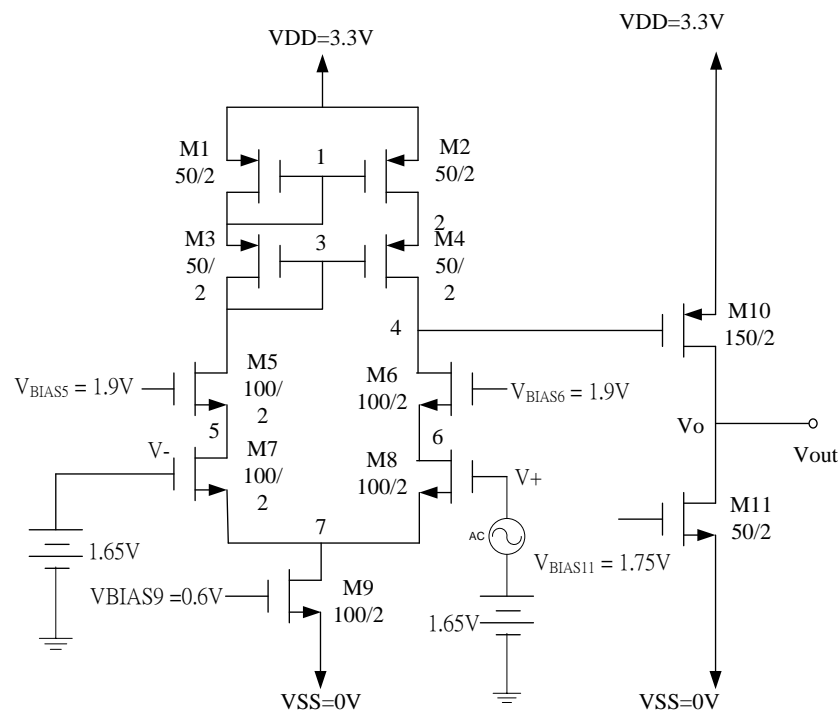 VDD=3.3V
VDD=3.3V
M1
50/2
1
M2
50/2
M3
50/
2
3
2
M4
50/
2
4
M10
150/2
VBIAS5 = 1.9V
M5
100/
2
M6
100/2
VBIAS6 = 1.9V
5
6
Vo
Vout
V-
M7
100/
2
M8
100/2
V+
7
AC
M11
50/2
1.65V
VBIAS11 = 1.75V
VBIAS9 =0.6V
M9
100/2
1.65V
VSS=0V
VSS=0V